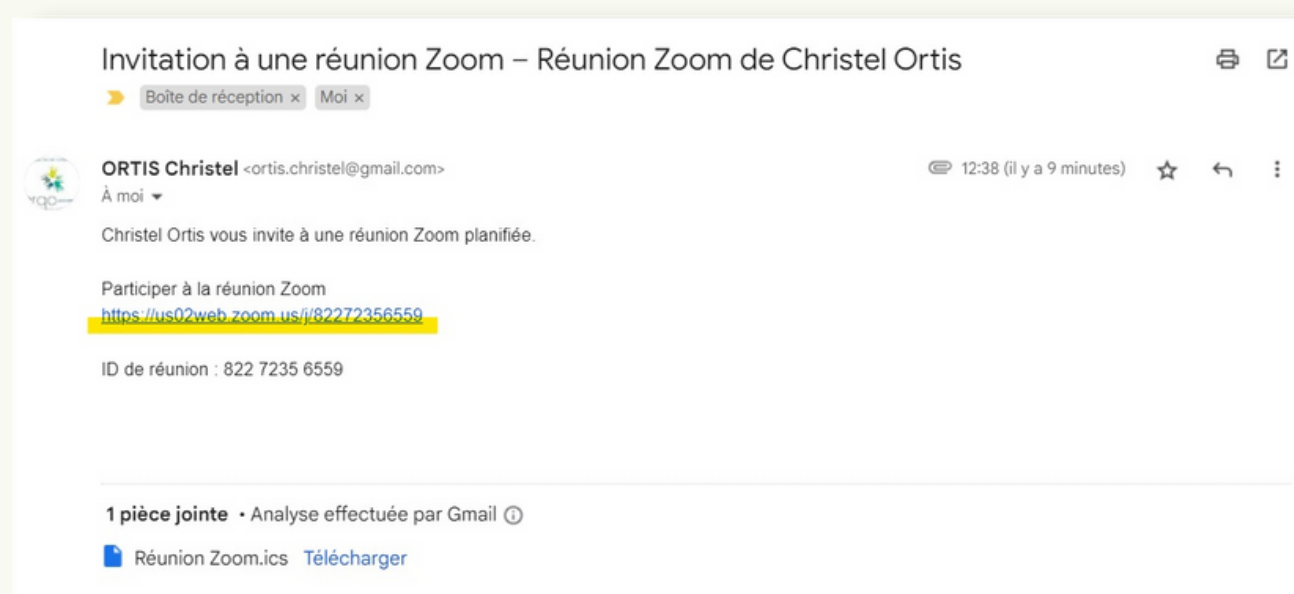 Invitation à une réunion Zoom – Réunion Zoom de Christel Ortis
Boîte de réception × Moi ×
ORTIS Christel <ortis.christel@gmail.com> 12:38 (il y a 9 minutes)
À moi
Christel Ortis vous invite à une réunion Zoom planifiée.
Participer à la réunion Zoom
https://us02web.zoom.us/j/82272356559
ID de réunion : 822 7235 6559
1 pièce jointe • Analyse effectuée par Gmail
Réunion Zoom.ics Télécharger